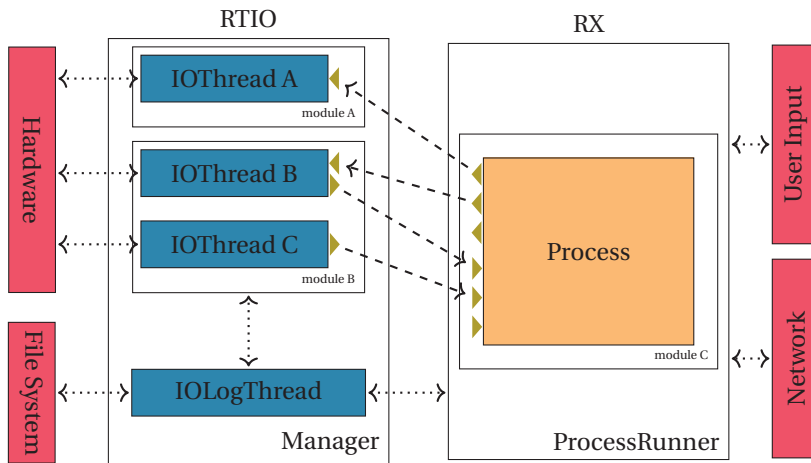 RTIO
RX
Hardware
File System
IOThread A
module A
IOThread B
IOThread C
module B
IOLogThread
Manager
Process
module C
ProcessRunner
User Input
Network